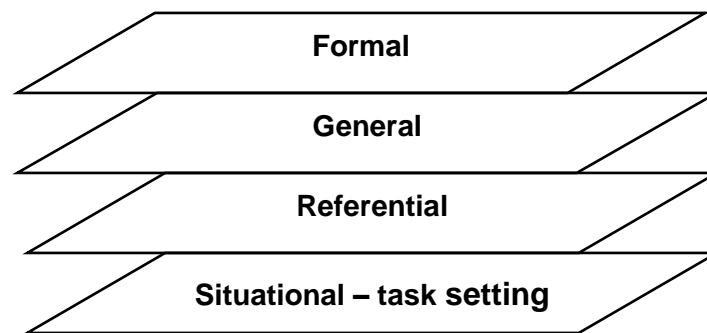 Formal
General
Referential
Situational – task setting